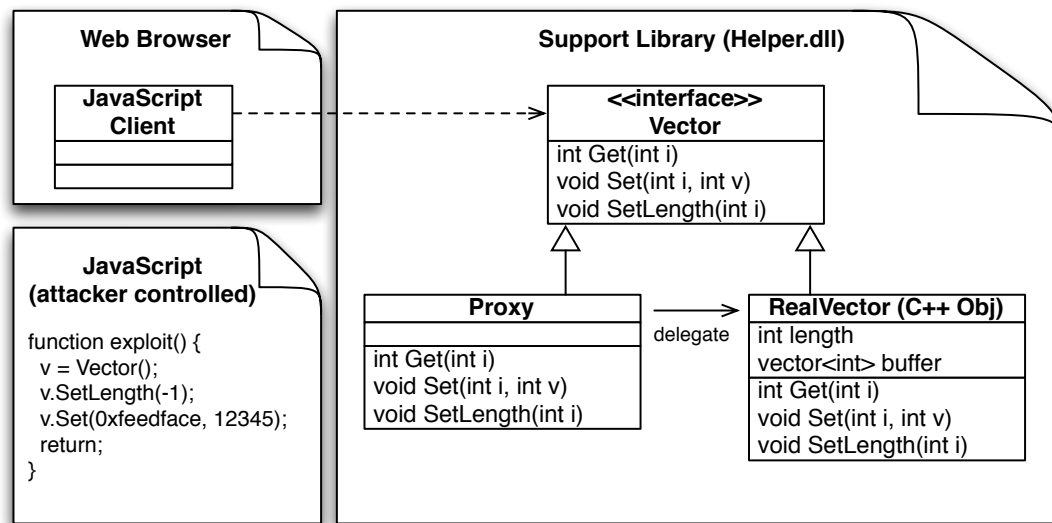 Web Browser
JavaScript
Client
JavaScript
(attacker controlled)
function exploit() {
v = Vector();
v.SetLength(-1);
v.Set(0xfeedface, 12345);
return;
}
Support Library (Helper.dll)
<<interface>>
Vector
int Get(int i)
void Set(int i, int v)
void SetLength(int i)
Proxy
int Get(int i)
void Set(int i, int v)
void SetLength(int i)
delegate
RealVector (C++ Obj)
int length
vector<int> buffer
int Get(int i)
void Set(int i, int v)
void SetLength(int i)